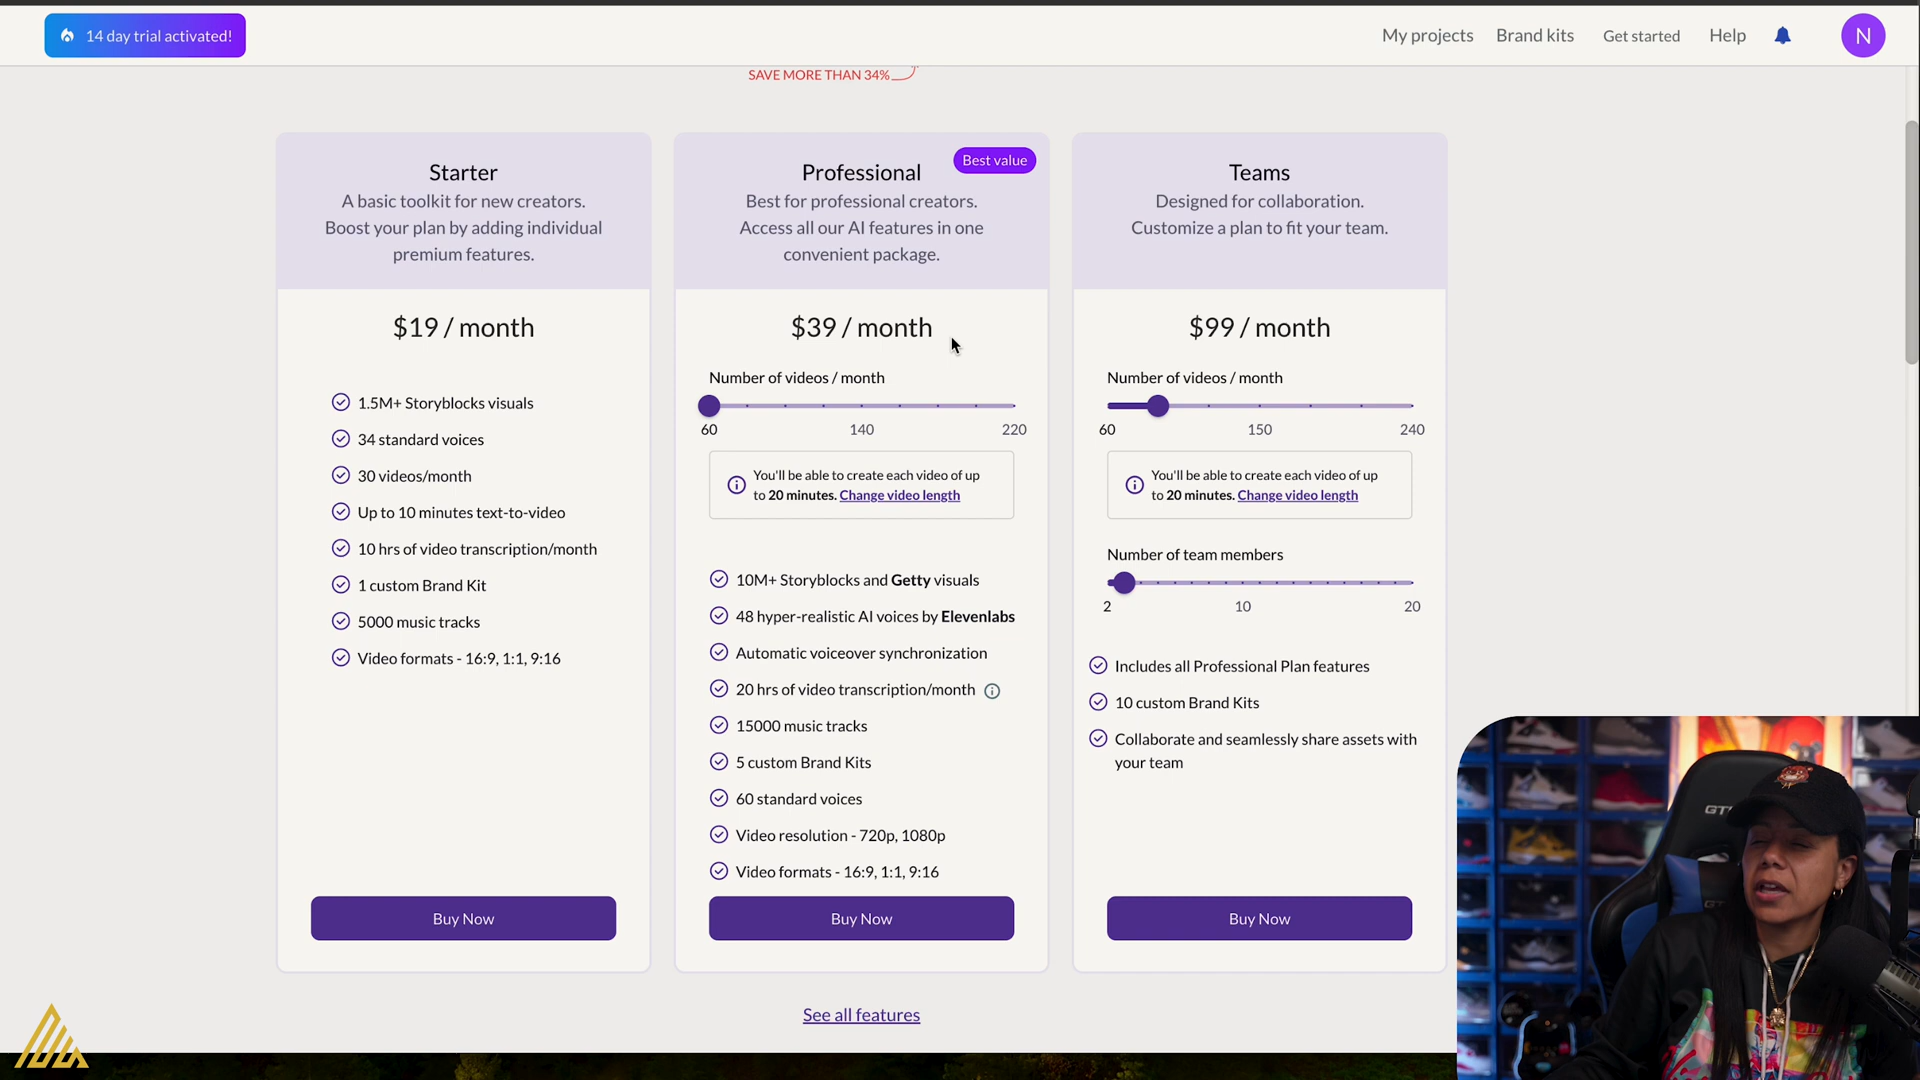 14 day trial activated!
My projects
Brand kits
Get started
Help
N
SAVE MORE THAN 34%
Starter
A basic toolkit for new creators.
Boost your plan by adding individual
premium features.
$19 / month
1.5M+ Storyblocks visuals
34 standard voices
30 videos/month
Up to 10 minutes text-to-video
10 hrs of video transcription/month
1 custom Brand Kit
5000 music tracks
Video formats - 16:9, 1:1, 9:16
Buy Now
Professional
Best value
Best for professional creators.
Access all our AI features in one
convenient package.
$39 / month
Number of videos / month
60 140 220
You'll be able to create each video of up
to 20 minutes. Change video length
10M+ Storyblocks and Getty visuals
48 hyper-realistic AI voices by Elevenlabs
Automatic voiceover synchronization
20 hrs of video transcription/month
15000 music tracks
5 custom Brand Kits
60 standard voices
Video resolution - 720p, 1080p
Video formats - 16:9, 1:1, 9:16
Buy Now
Teams
Designed for collaboration.
Customize a plan to fit your team.
$99 / month
Number of videos / month
60 150 240
You'll be able to create each video of up
to 20 minutes. Change video length
Number of team members
2 10 20
Includes all Professional Plan features
10 custom Brand Kits
Collaborate and seamlessly share assets with
your team
Buy Now
See all features